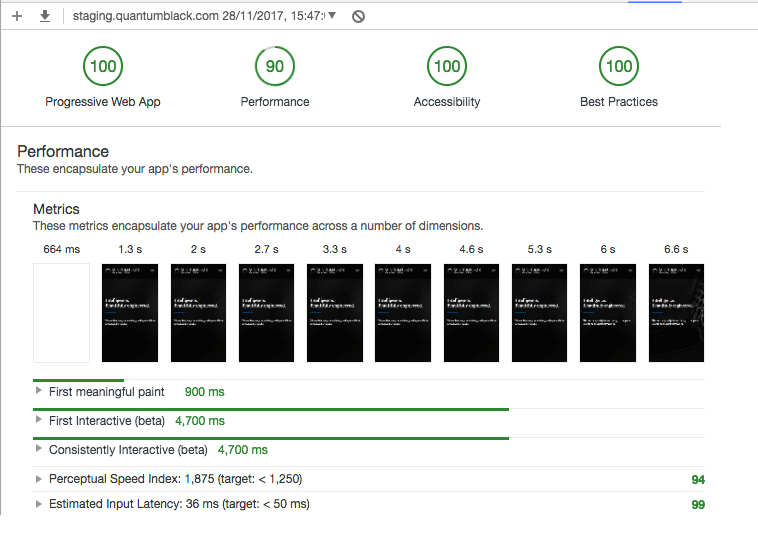 staging.quantumblack.com 28/11/2017, 15:47:
100 90 100 100
Progressive Web App Performance Accessibility Best Practices
Performance
These encapsulate your app's performance.
Metrics
These metrics encapsulate your app's performance across a number of dimensions.
664 ms 1.3 s 2 s 2.7 s 3.3 s 4 s 4.6 s 5.3 s 6 s 6.6 s
First meaningful paint 900 ms
First Interactive (beta) 4,700 ms
Consistently Interactive (beta) 4,700 ms
Perceptual Speed Index: 1,875 (target: < 1,250) 94
Estimated Input Latency: 36 ms (target: < 50 ms) 99